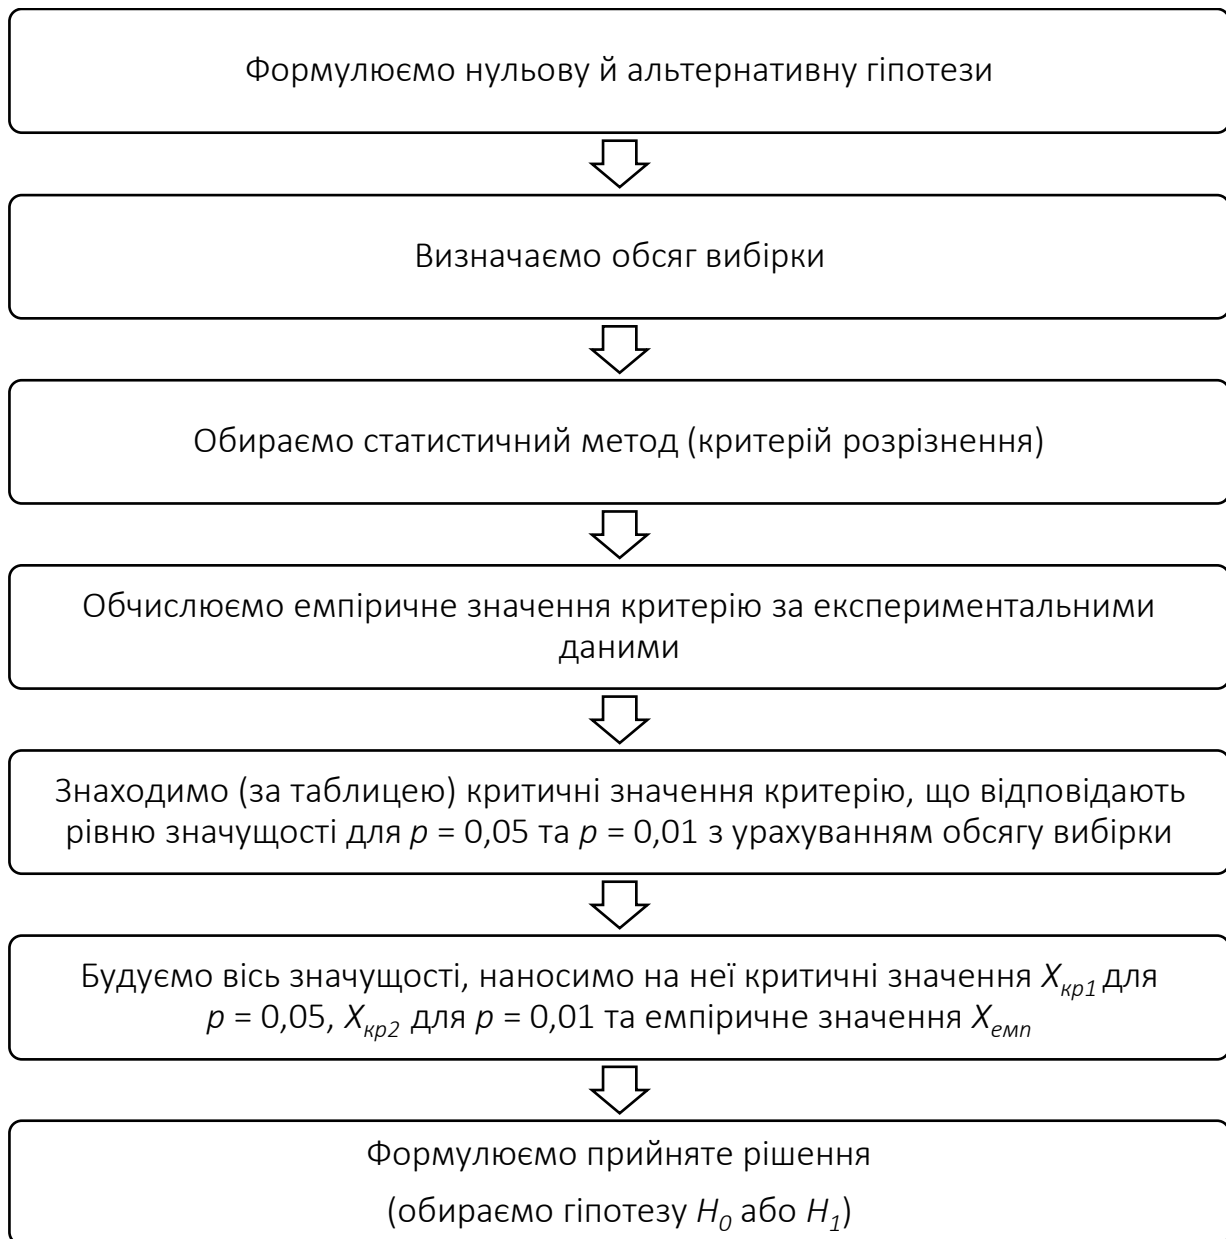 Формулюємо нульову й альтернативну гіпотези
Визначаємо обсяг вибірки
Обираємо статистичний метод (критерій розрізнення)
Обчислюємо емпіричне значення критерію за експериментальними
даними
Знаходимо (за таблицею) критичні значення критерію, що відповідають
рівню значущості для p = 0,05 та p = 0,01 з урахуванням обсягу вибірки
Будуємо вісь значущості, наносимо на неї критичні значення Xкр1 для
p = 0,05, Xкр2 для p = 0,01 та емпіричне значення Xемп
Формулюємо прийняте рішення
(обираємо гіпотезу H0 або H1)